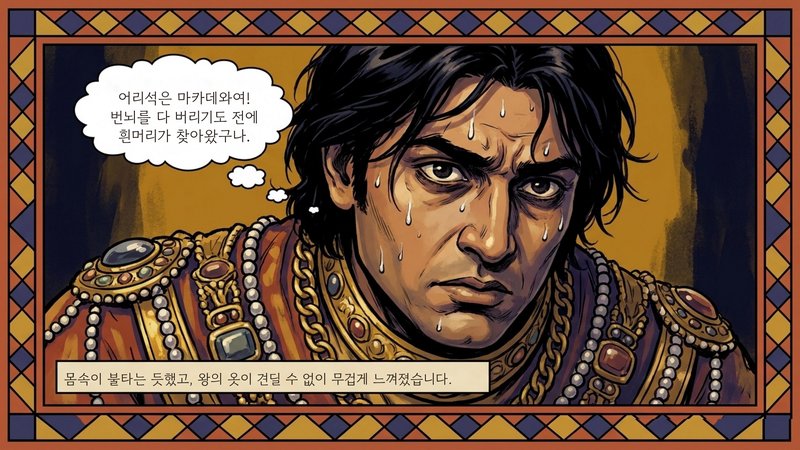 어리석은 마카데와여!
번뇌를 다 버리기도 전에
흰머리가 찾아왔구나.
몸속이 불타는 듯했고, 왕의 옷이 견딜 수 없이 무겁게 느껴졌습니다.